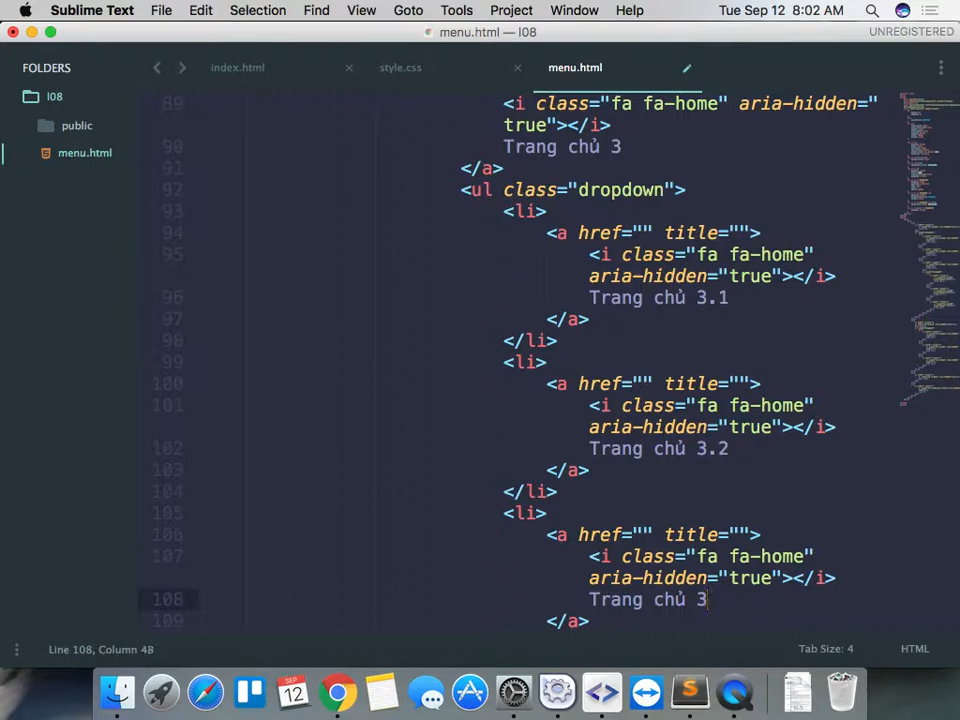 Sublime Text File Edit Selection Find View Goto Tools Project Window Help Tue Sep 12 8:02 AM
menu.html — l08 UNREGISTERED
FOLDERS
l08
public
menu.html
index.html style.css menu.html
89 <i class="fa fa-home" aria-hidden="
true"></i>
90 Trang chủ 3
91 </a>
92 <ul class="dropdown">
93 <li>
94 <a href="" title="">
95 <i class="fa fa-home"
aria-hidden="true"></i>
96 Trang chủ 3.1
97 </a>
98 </li>
99 <li>
100 <a href="" title="">
101 <i class="fa fa-home"
aria-hidden="true"></i>
102 Trang chủ 3.2
103 </a>
104 </li>
105 <li>
106 <a href="" title="">
107 <i class="fa fa-home"
aria-hidden="true"></i>
108 Trang chủ 3
109 </a>
Line 108, Column 48 Tab Size: 4 HTML
SEP
12